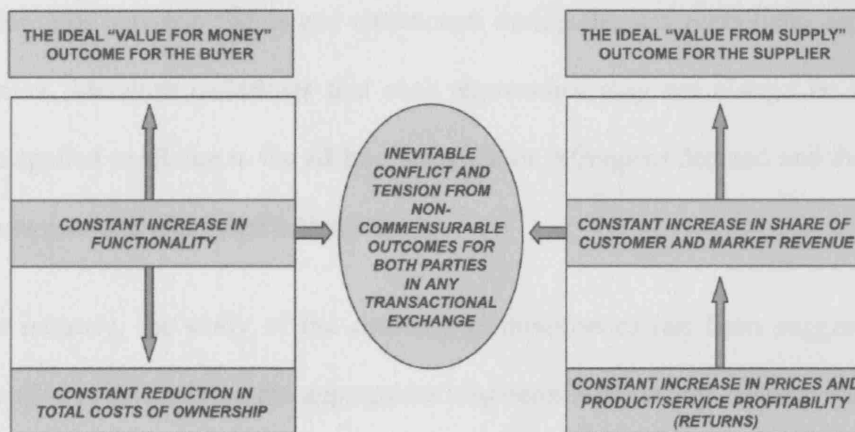 THE IDEAL “VALUE FOR MONEY”
OUTCOME FOR THE BUYER
CONSTANT INCREASE IN
FUNCTIONALITY
CONSTANT REDUCTION IN
TOTAL COSTS OF OWNERSHIP
INEVITABLE
CONFLICT AND
TENSION FROM
NON-
COMMENSURABLE
OUTCOMES FOR
BOTH PARTIES
IN ANY
TRANSACTIONAL
EXCHANGE
THE IDEAL “VALUE FROM SUPPLY”
OUTCOME FOR THE SUPPLIER
CONSTANT INCREASE IN SHARE OF
CUSTOMER AND MARKET REVENUE
CONSTANT INCREASE IN PRICES AND
PRODUCT/SERVICE PROFITABILITY
(RETURNS)